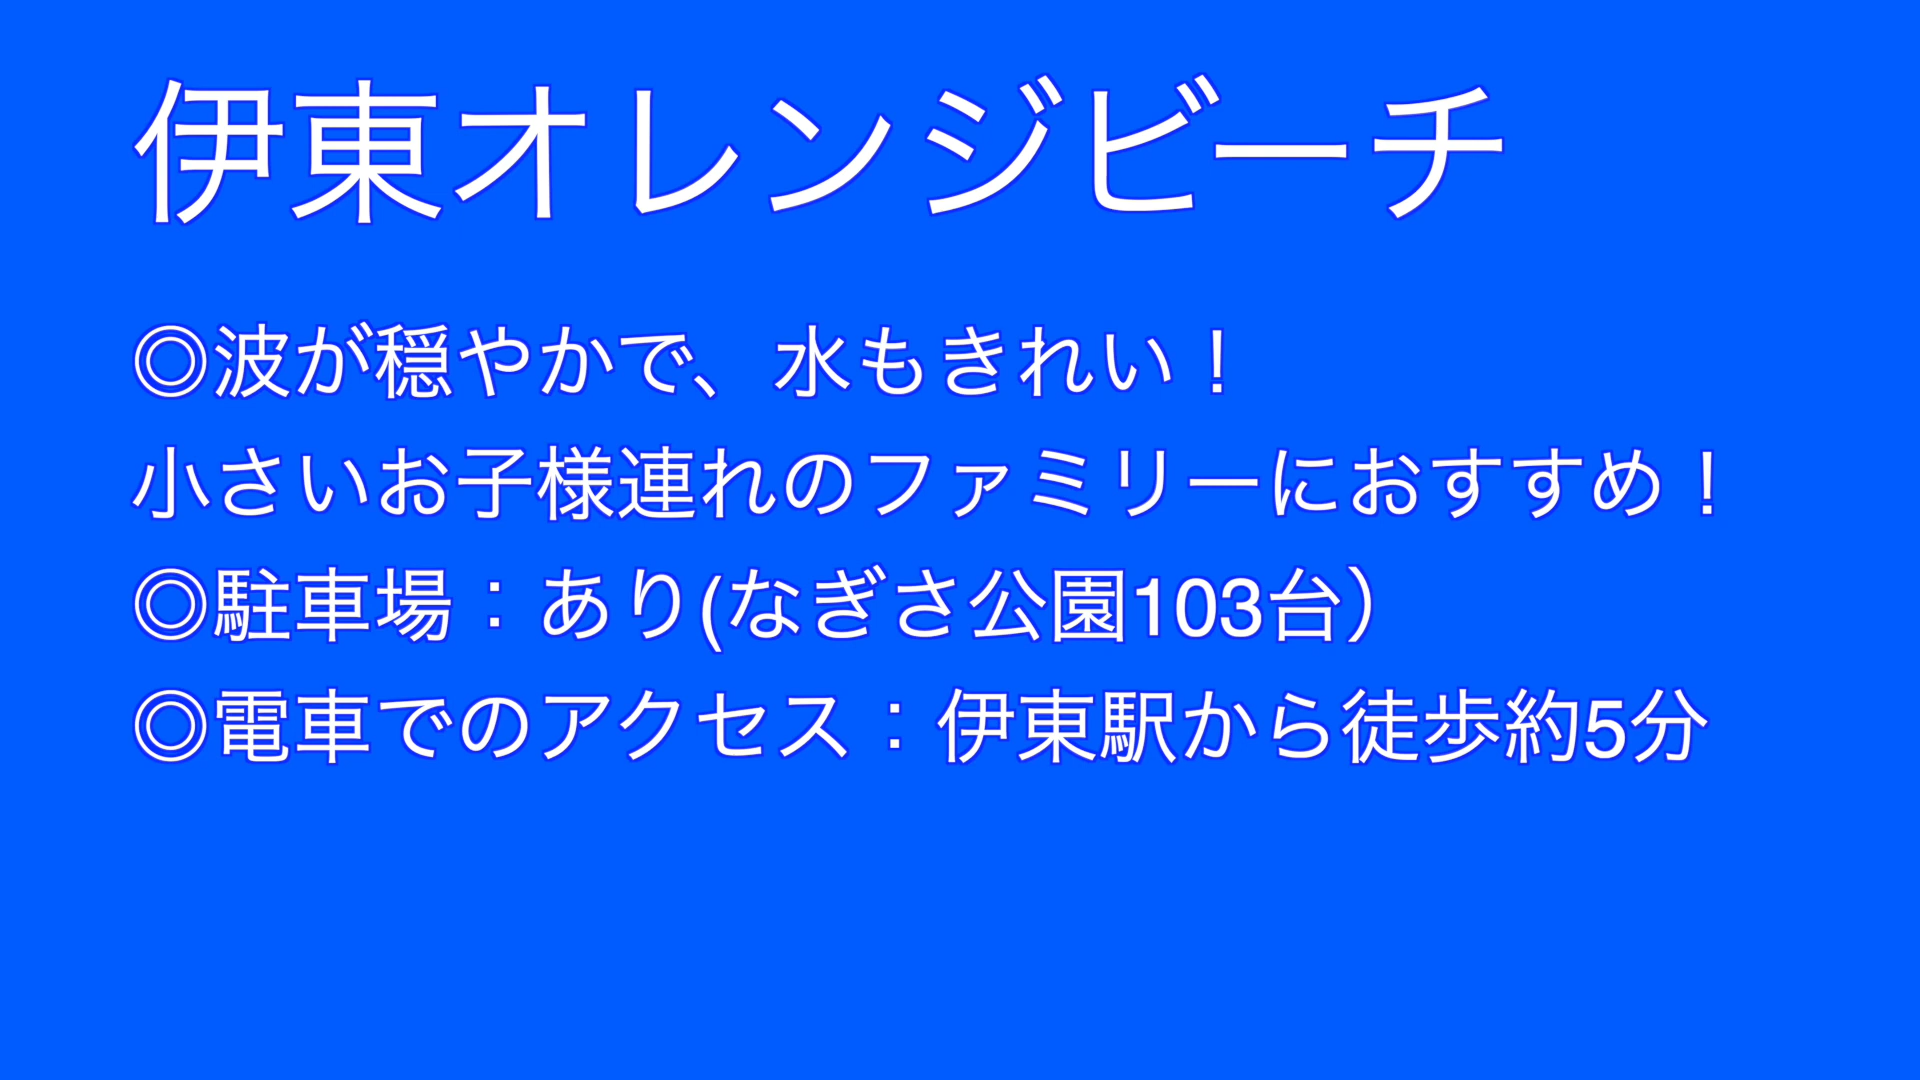 伊東オレンジビーチ
◎波が穏やかで、水もきれい！
小さいお子様連れのファミリーにおすすめ！
◎駐車場：あり(なぎさ公園103台）
◎電車でのアクセス：伊東駅から徒歩約5分